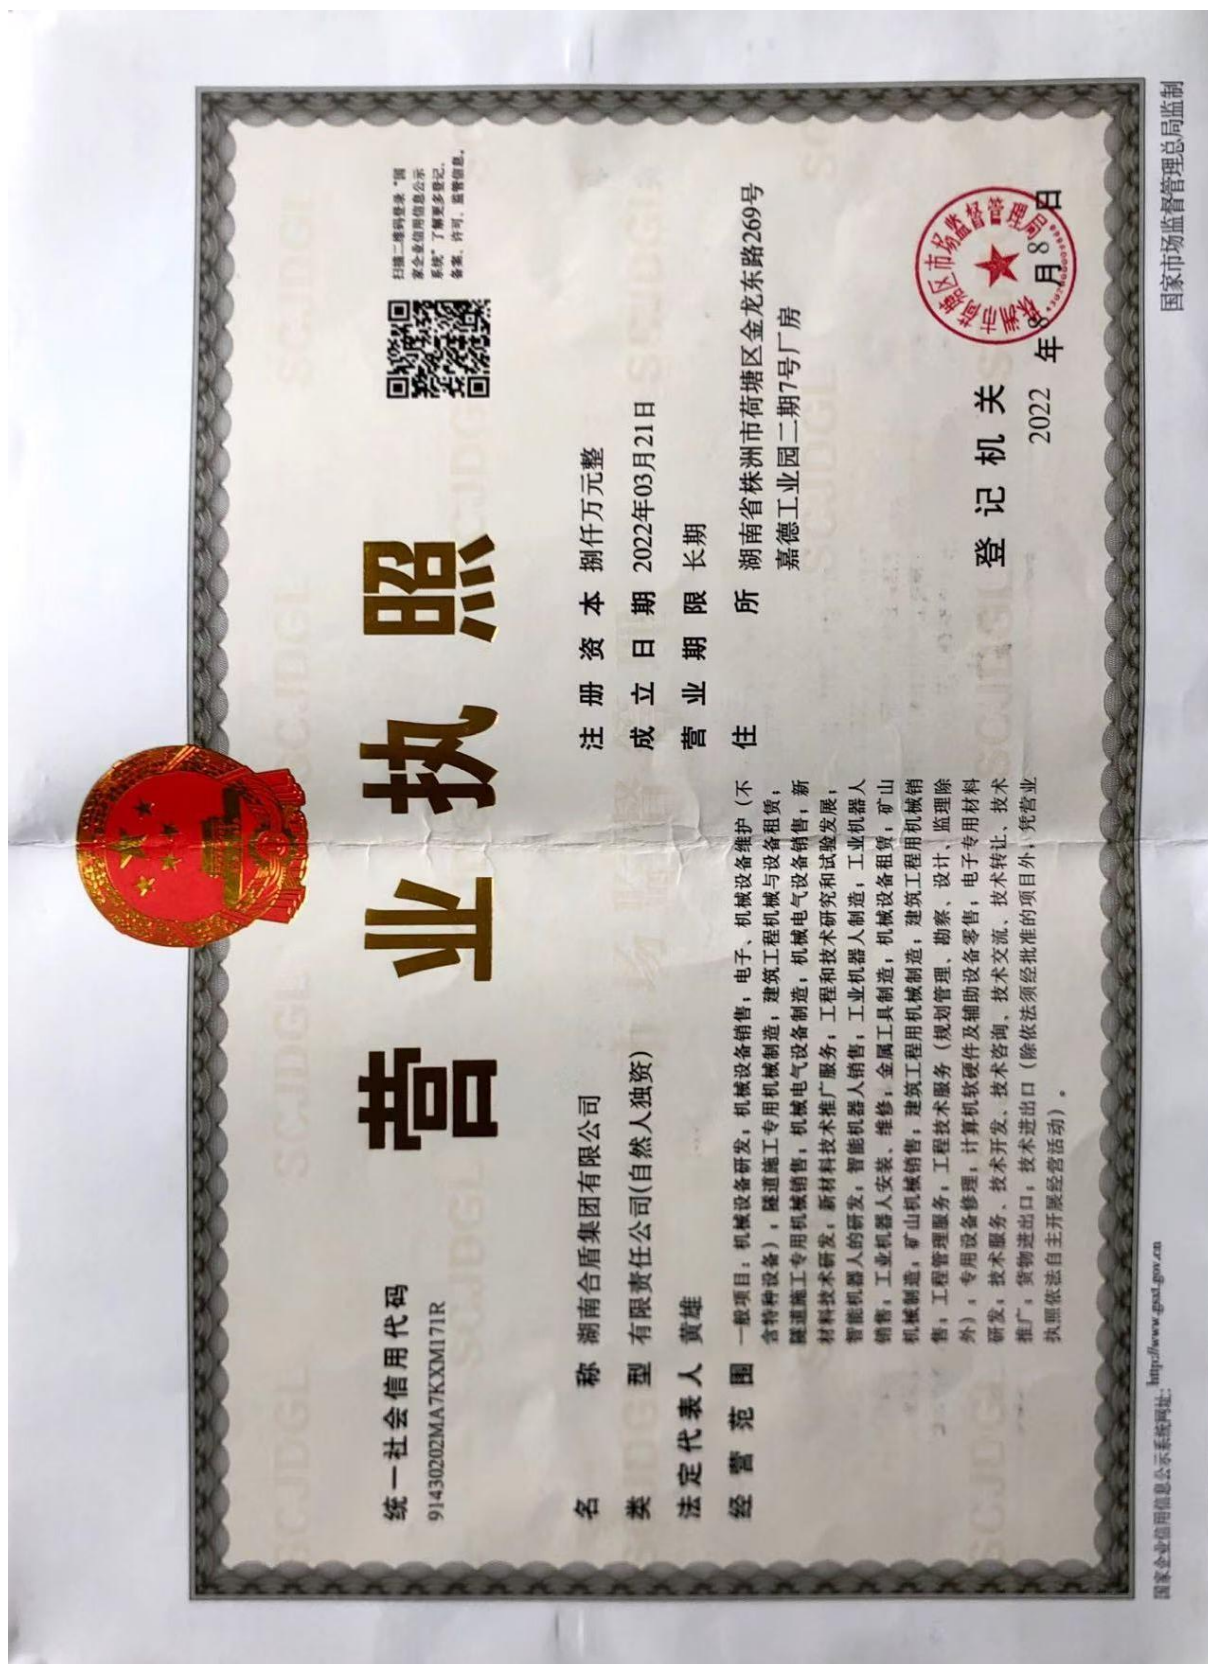 统一社会信用代码
91430202MA7KXXM171R
营业执照
扫描二维码登录“国
家企业信用信息公示
系统”了解更多登记、
备案、许可、监管信息。
名称 湖南合盾集团有限公司
类型 有限责任公司(自然人独资)
法定代表人 黄雄
经营范围 一般项目：机械设备研发；机械设备销售；电子、机械设备维护（不
含特种设备）；隧道施工专用机械制造；建筑工程机械与设备租赁；
隧道施工专用机械销售；机械电气设备制造；机械电气设备销售；新
材料技术研发；新材料技术推广服务；工程和技术研究和试验发展；
智能机器人的研发；智能机器人销售；工业机器人制造；工业机器人
销售；工业机器人安装、维修；金属工具制造；机械设备租赁；矿山
机械制造；矿山机械销售；建筑工程用机械制造；建筑工程用机械销
售；工程管理服务；工程技术服务（规划管理、勘察、设计、监理除
外）；专用设备修理；计算机软硬件及辅助设备零售；电子专用材料
研发；技术服务、技术开发、技术咨询、技术交流、技术转让、技术
推广；货物进出口；技术进出口（除依法须经批准的项目外，凭营业
执照依法自主开展经营活动）。
注册资本 捌仟万元整
成立日期 2022年03月21日
营业期限 长期
住所 湖南省株洲市荷塘区金龙东路269号
嘉德工业园二期7号厂房
登记机关
株洲市荷塘区市场监督管理局
2022年8月8日
国家企业信用信息公示系统网址：http://www.gsxt.gov.cn
国家市场监督管理总局监制